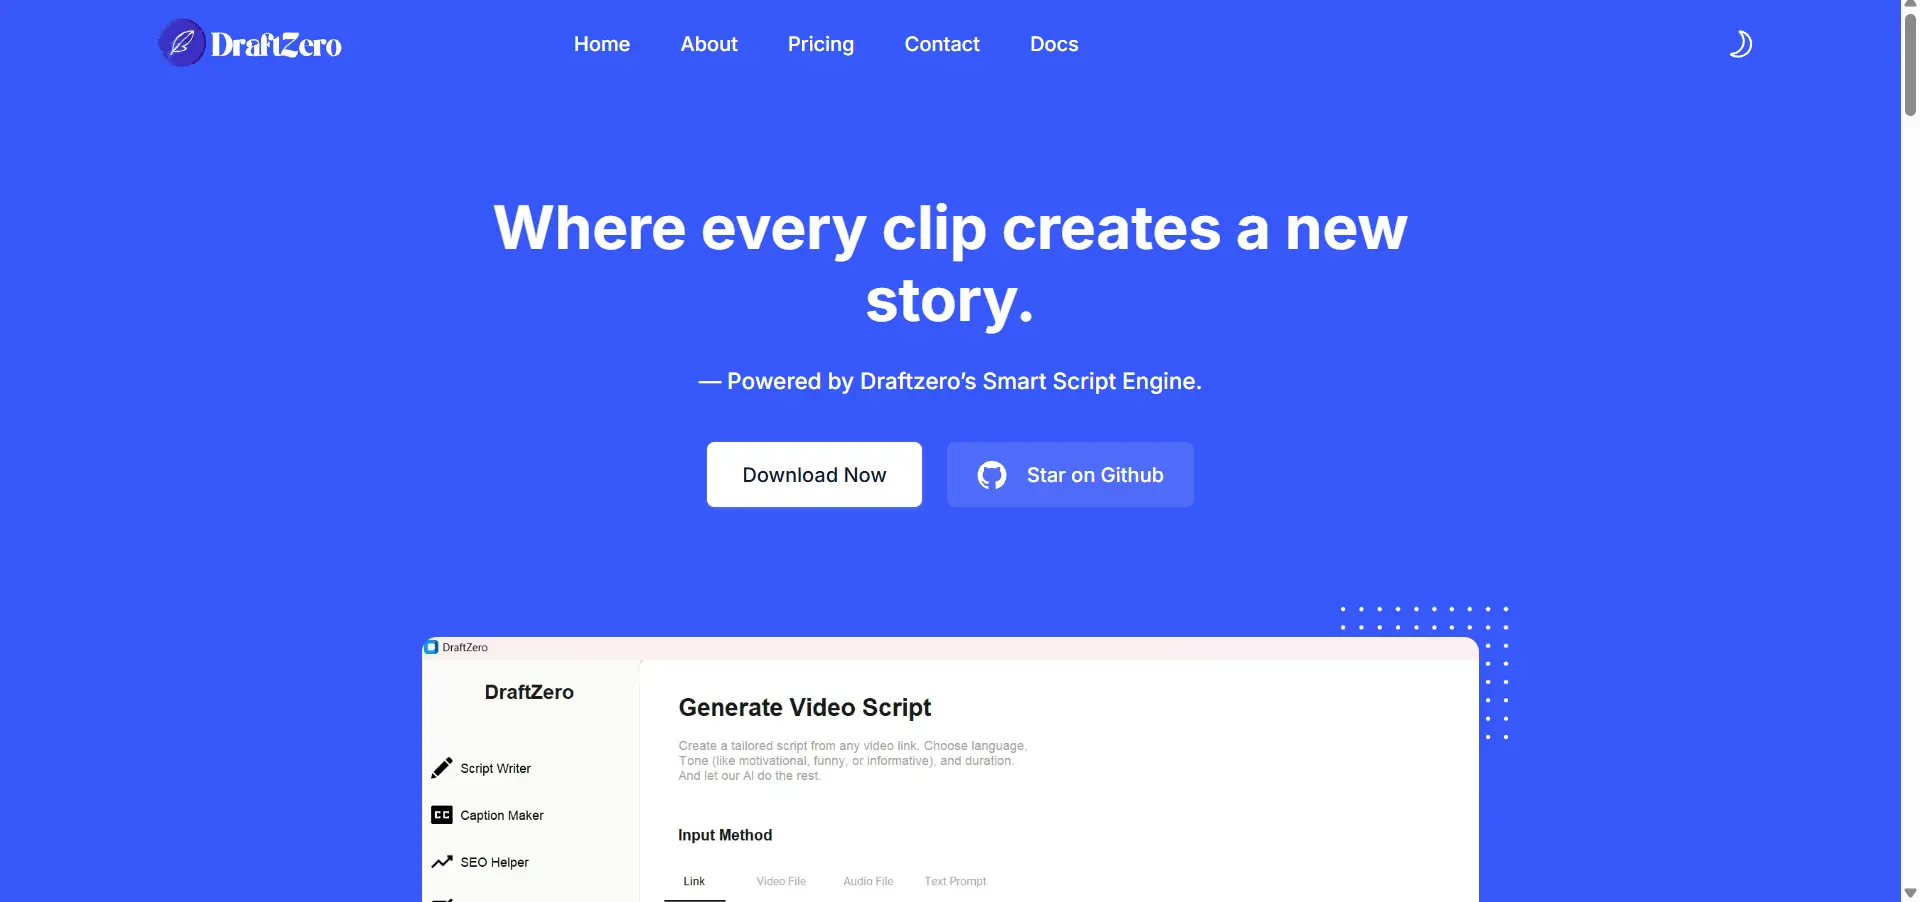 DraftZero
Home
About
Pricing
Contact
Docs
Where every clip creates a new
story.
— Powered by Draftzero’s Smart Script Engine.
Download Now
Star on Github
DraftZero
DraftZero
Script Writer
CC Caption Maker
SEO Helper
Generate Video Script
Create a tailored script from any video link. Choose language,
Tone (like motivational, funny, or informative), and duration.
And let our AI do the rest.
Input Method
Link
Video File
Audio File
Text Prompt